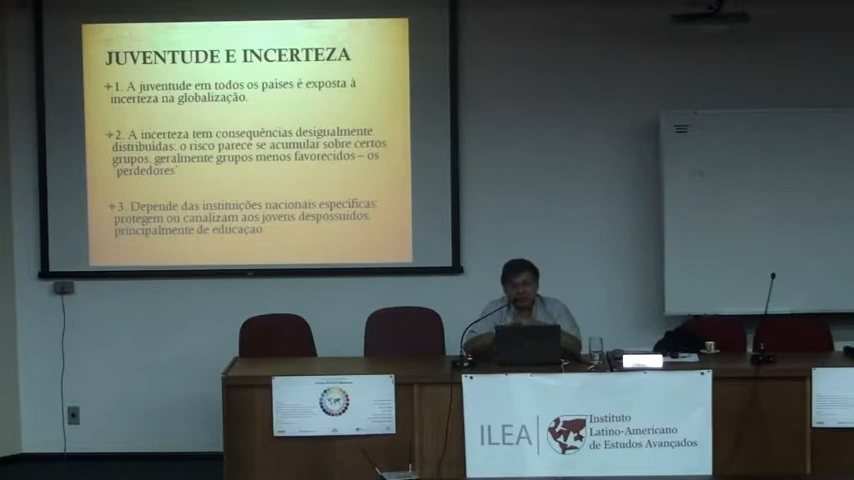 JUVENTUDE E INCERTEZA
1. A juventude em todos os países é exposta à
incerteza na globalização.
2. A incerteza tem consequências desigualmente
distribuídas: o risco parece se acumular sobre certos
grupos, geralmente grupos menos favorecidos – os
'perdedores'
3 Depende das instituições nacionais específicas
protegem ou canalizam aos jovens despossuidos,
principalmente de educação
ILEA
Instituto
Latino-Americano
de Estudos Avançados